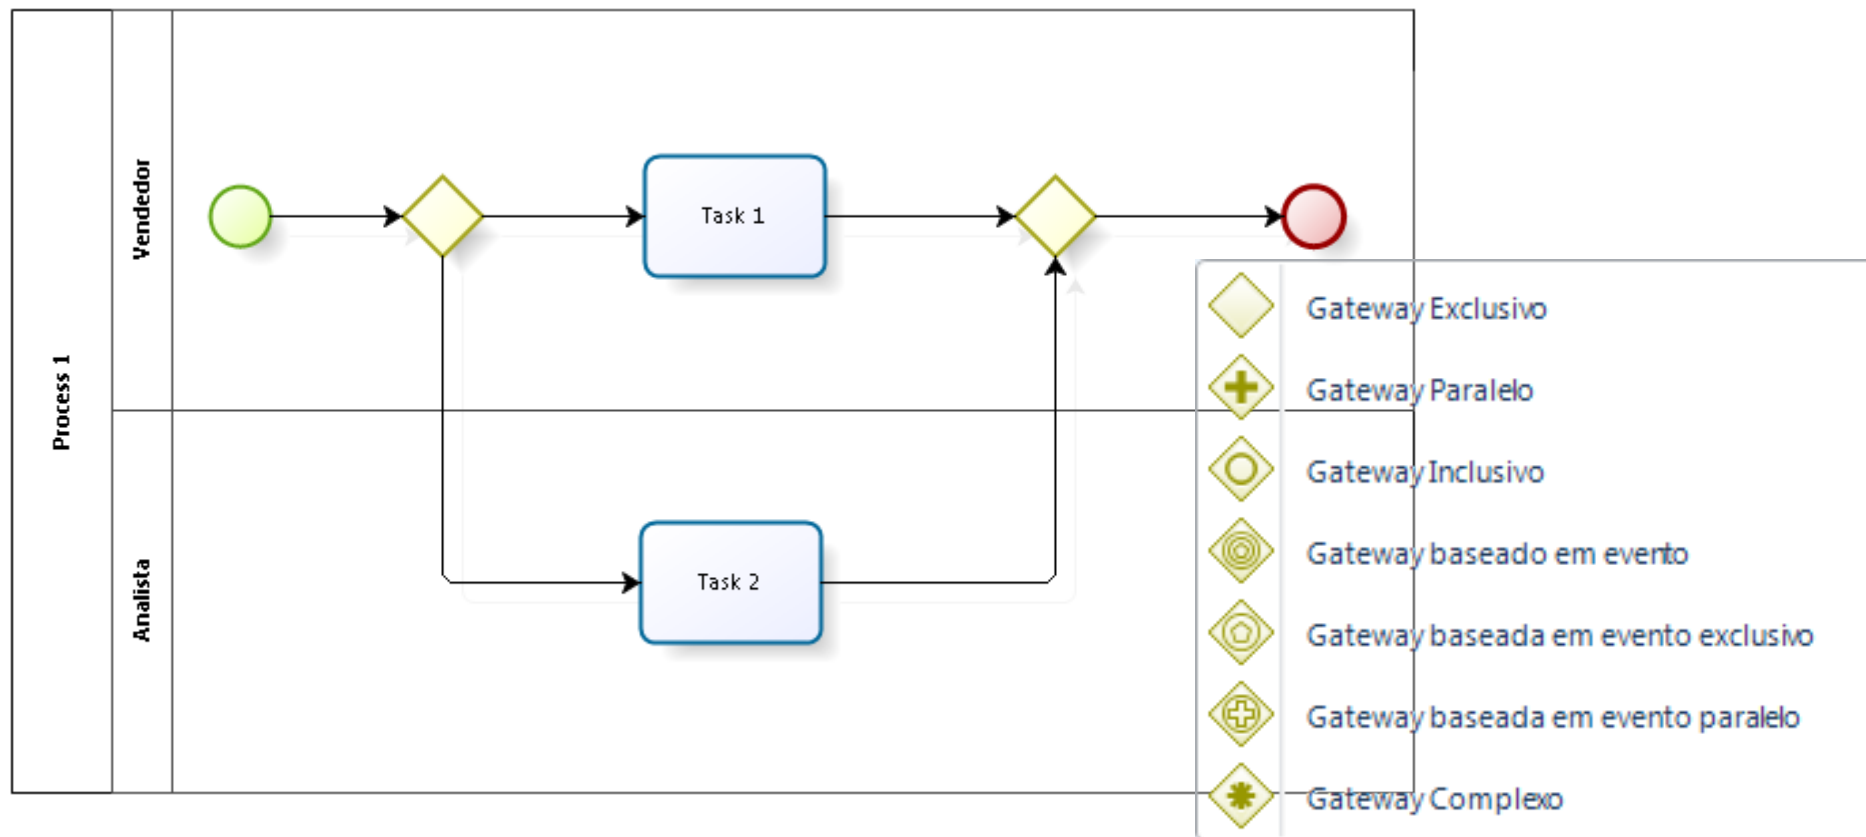 Process 1
Vendedor
Task 1
Analista
Task 2
Gateway Exclusivo
Gateway Paralelo
Gateway Inclusivo
Gateway baseado em evento
Gateway baseada em evento exclusivo
Gateway baseada em evento paralelo
Gateway Complexo